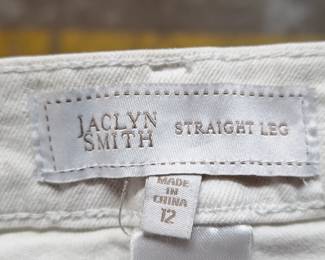 JACLYN
SMITH
STRAIGHT LEG
MADE
IN
CHINA
12